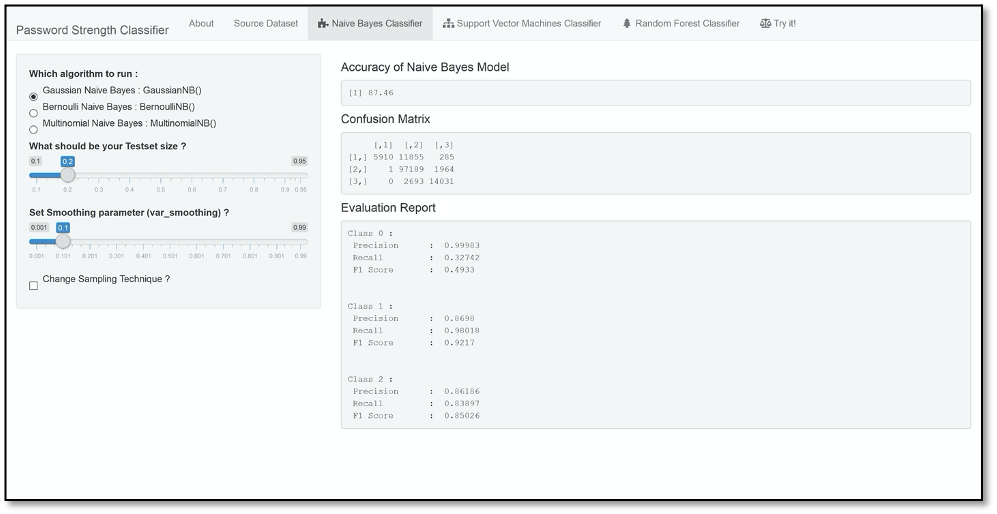 Password Strength Classifier About Source Dataset Naive Bayes Classifier Support Vector Machines Classifier Random Forest Classifier Try it!
Which algorithm to run :
Gaussian Naive Bayes : GaussianNB()
Bernoulli Naive Bayes : BernoulliNB()
Multinomial Naive Bayes : MultinomialNB()
What should be your Testset size ?
0.1 0.2 0.95
0.1 0.2 0.3 0.4 0.5 0.6 0.7 0.8 0.9 0.95
Set Smoothing parameter (var_smoothing) ?
0.001 0.1 0.99
0.001 0.101 0.201 0.301 0.401 0.501 0.601 0.701 0.801 0.901 0.99
Change Sampling Technique ?
Accuracy of Naive Bayes Model
[1] 87.46
Confusion Matrix
[,1] [,2] [,3]
[1,] 5910 11855 285
[2,] 1 97189 1964
[3,] 0 2693 14031
Evaluation Report
Class 0 :
Precision : 0.99983
Recall : 0.32742
F1 Score : 0.4933
Class 1 :
Precision : 0.8698
Recall : 0.98018
F1 Score : 0.9217
Class 2 :
Precision : 0.86186
Recall : 0.83897
F1 Score : 0.85026